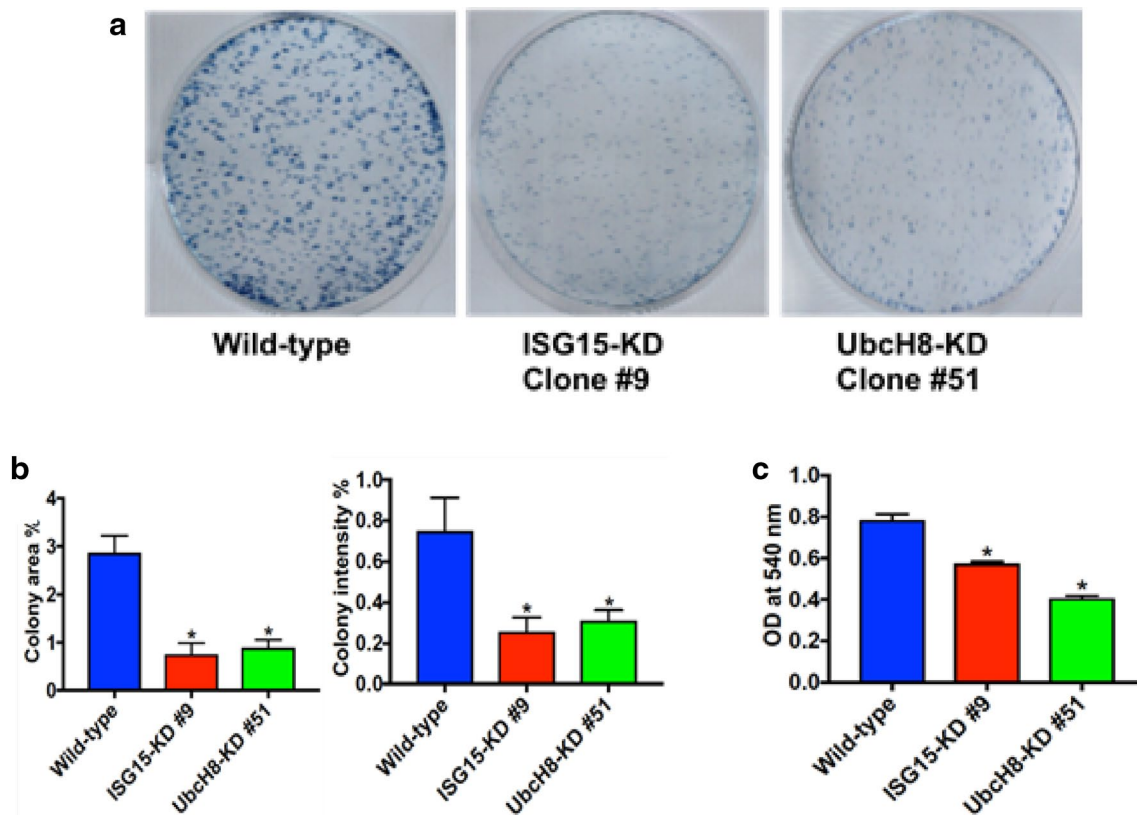 a
Wild-type
ISG15-KD
Clone #9
UbcH8-KD
Clone #51
b
Colony area %
4
3
2
1
0
*
*
Wild-type
ISG15-KD #9
UbcH8-KD #51
Colony intensity %
1.0
0.8
0.6
0.4
0.2
0.0
*
*
Wild-type
ISG15-KD #9
UbcH8-KD #51
c
OD at 540 nm
1.0
0.8
0.6
0.4
0.2
0.0
*
*
Wild-type
ISG15-KD #9
UbcH8-KD #51